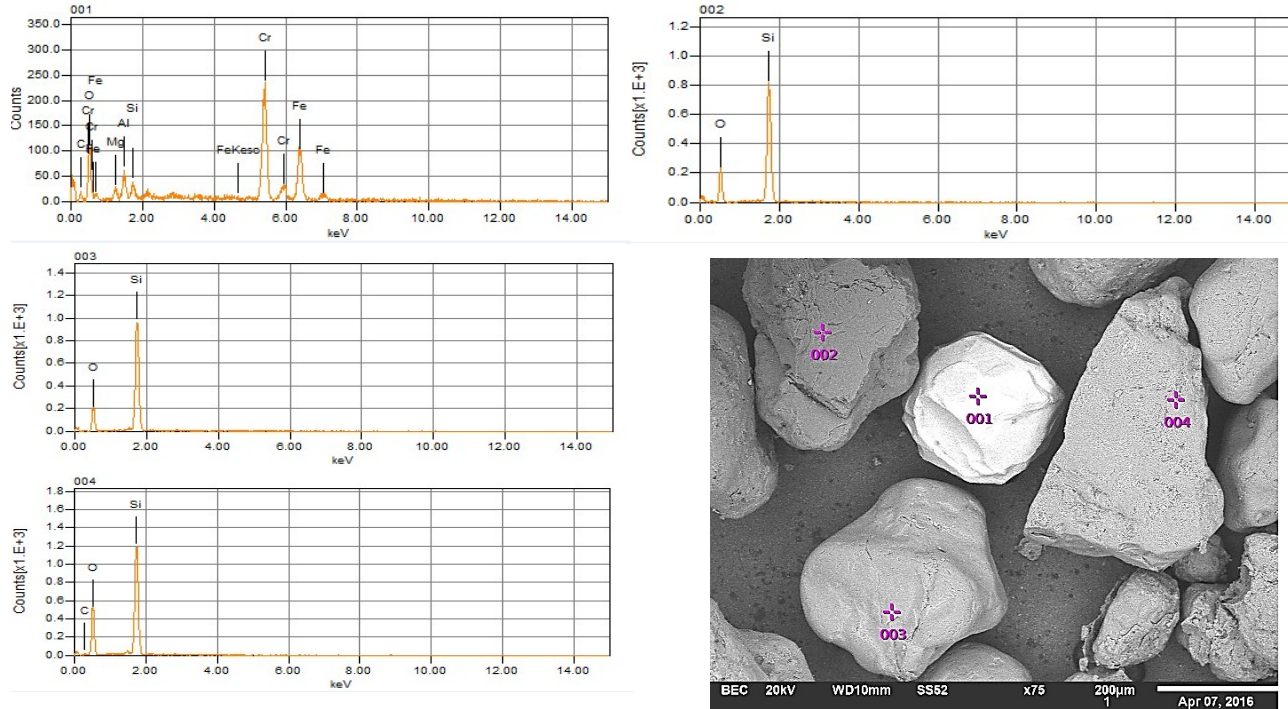 001
350.0
300.0
250.0
200.0
150.0
100.0
50.0
0.0
Counts
Fe
O
Cr
Cr
C
Fe
Mg
Al
Si
FeKesc
Cr
Cr
Fe
Fe
0.00 2.00 4.00 6.00 8.00 10.00 12.00 14.00
keV
002
1.2
1.0
0.8
0.6
0.4
0.2
0.0
Counts[x1.E+3]
O
Si
0.00 2.00 4.00 6.00 8.00 10.00 12.00 14.00
keV
003
1.4
1.2
1.0
0.8
0.6
0.4
0.2
0.0
Counts[x1.E+3]
O
Si
0.00 2.00 4.00 6.00 8.00 10.00 12.00 14.00
keV
004
1.8
1.6
1.4
1.2
1.0
0.8
0.6
0.4
0.2
0.0
Counts[x1.E+3]
C
O
Si
0.00 2.00 4.00 6.00 8.00 10.00 12.00 14.00
keV
002
001
004
003
BEC 20kV WD10mm SS52 x75 200µm
1 Apr 07, 2016